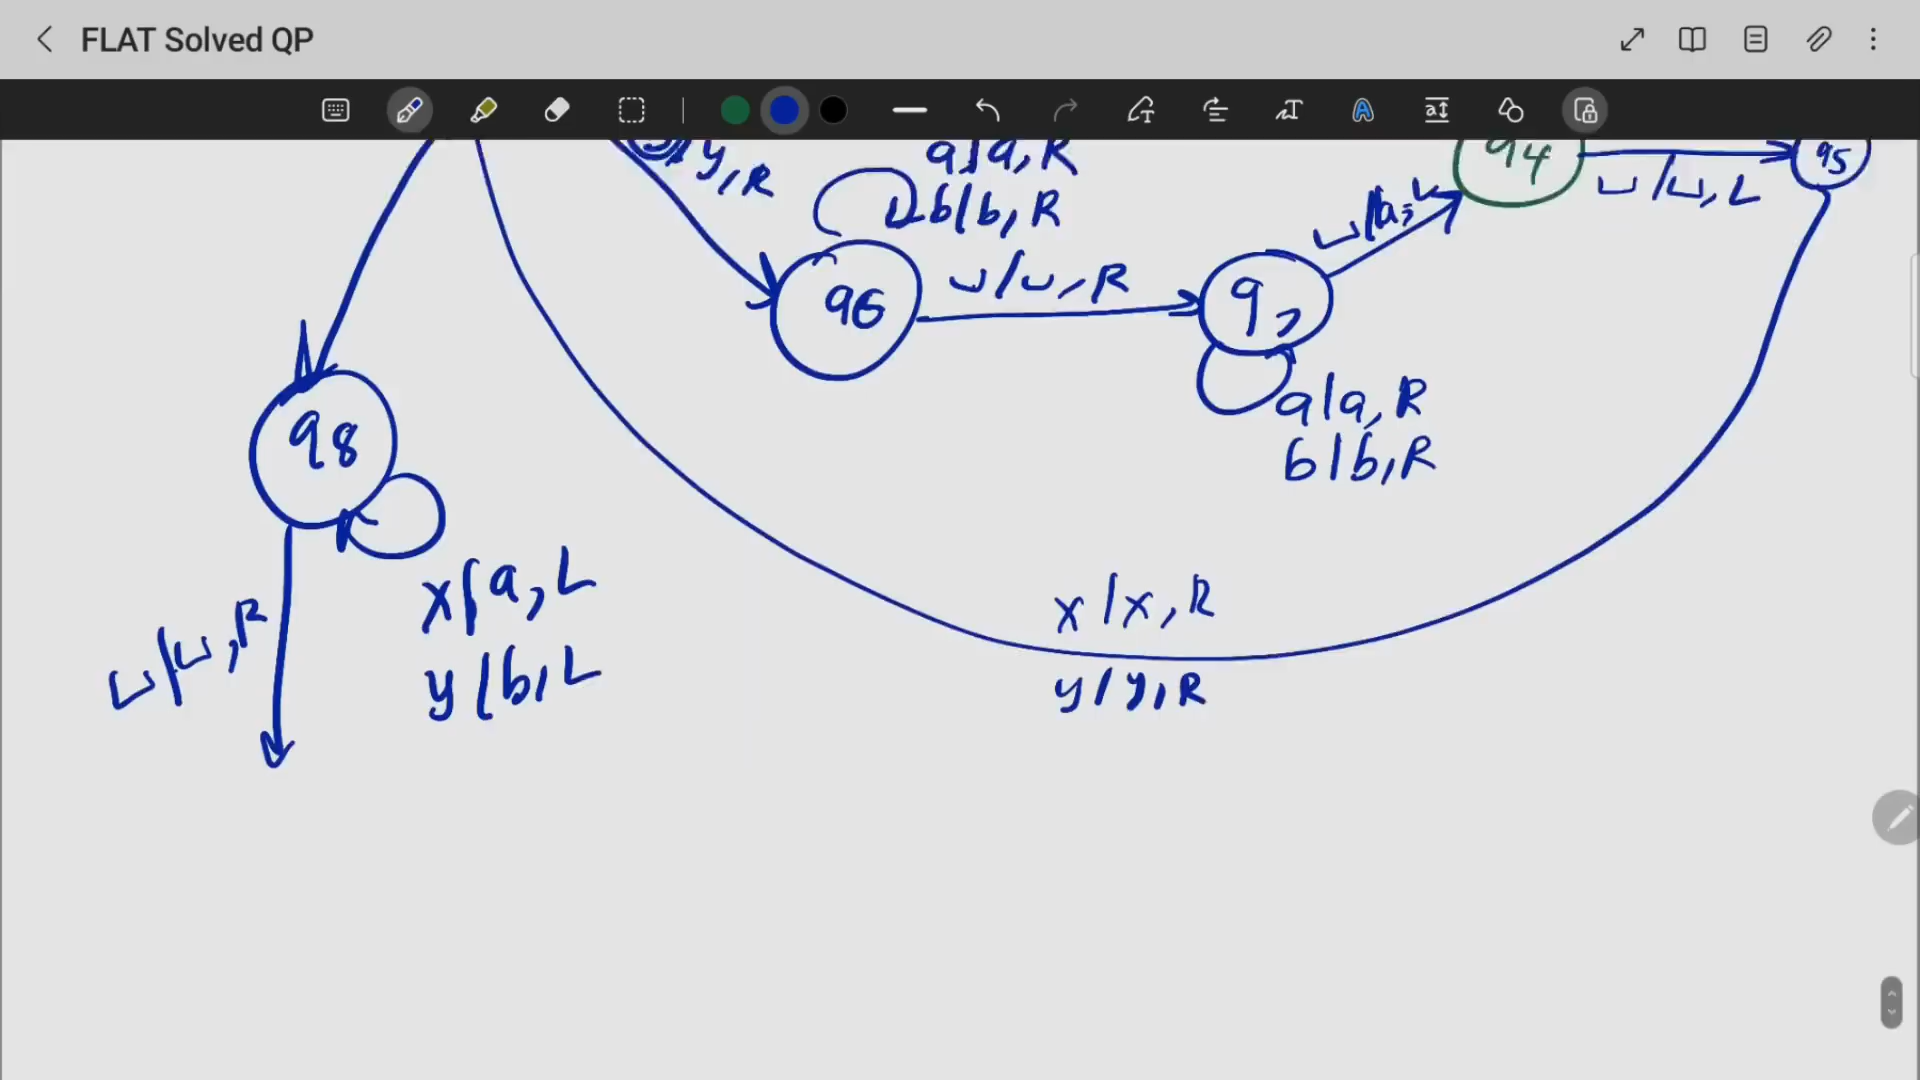 FLAT Solved QP
a/a, R
y, R
b/b, R
q4
q5
⊔/⊔, L
⊔/a, L
q6
⊔/⊔, R
q7
a/a, R
b/b, R
q8
x/a, L
y/b, L
⊔/⊔, R
x/x, R
y/y, R